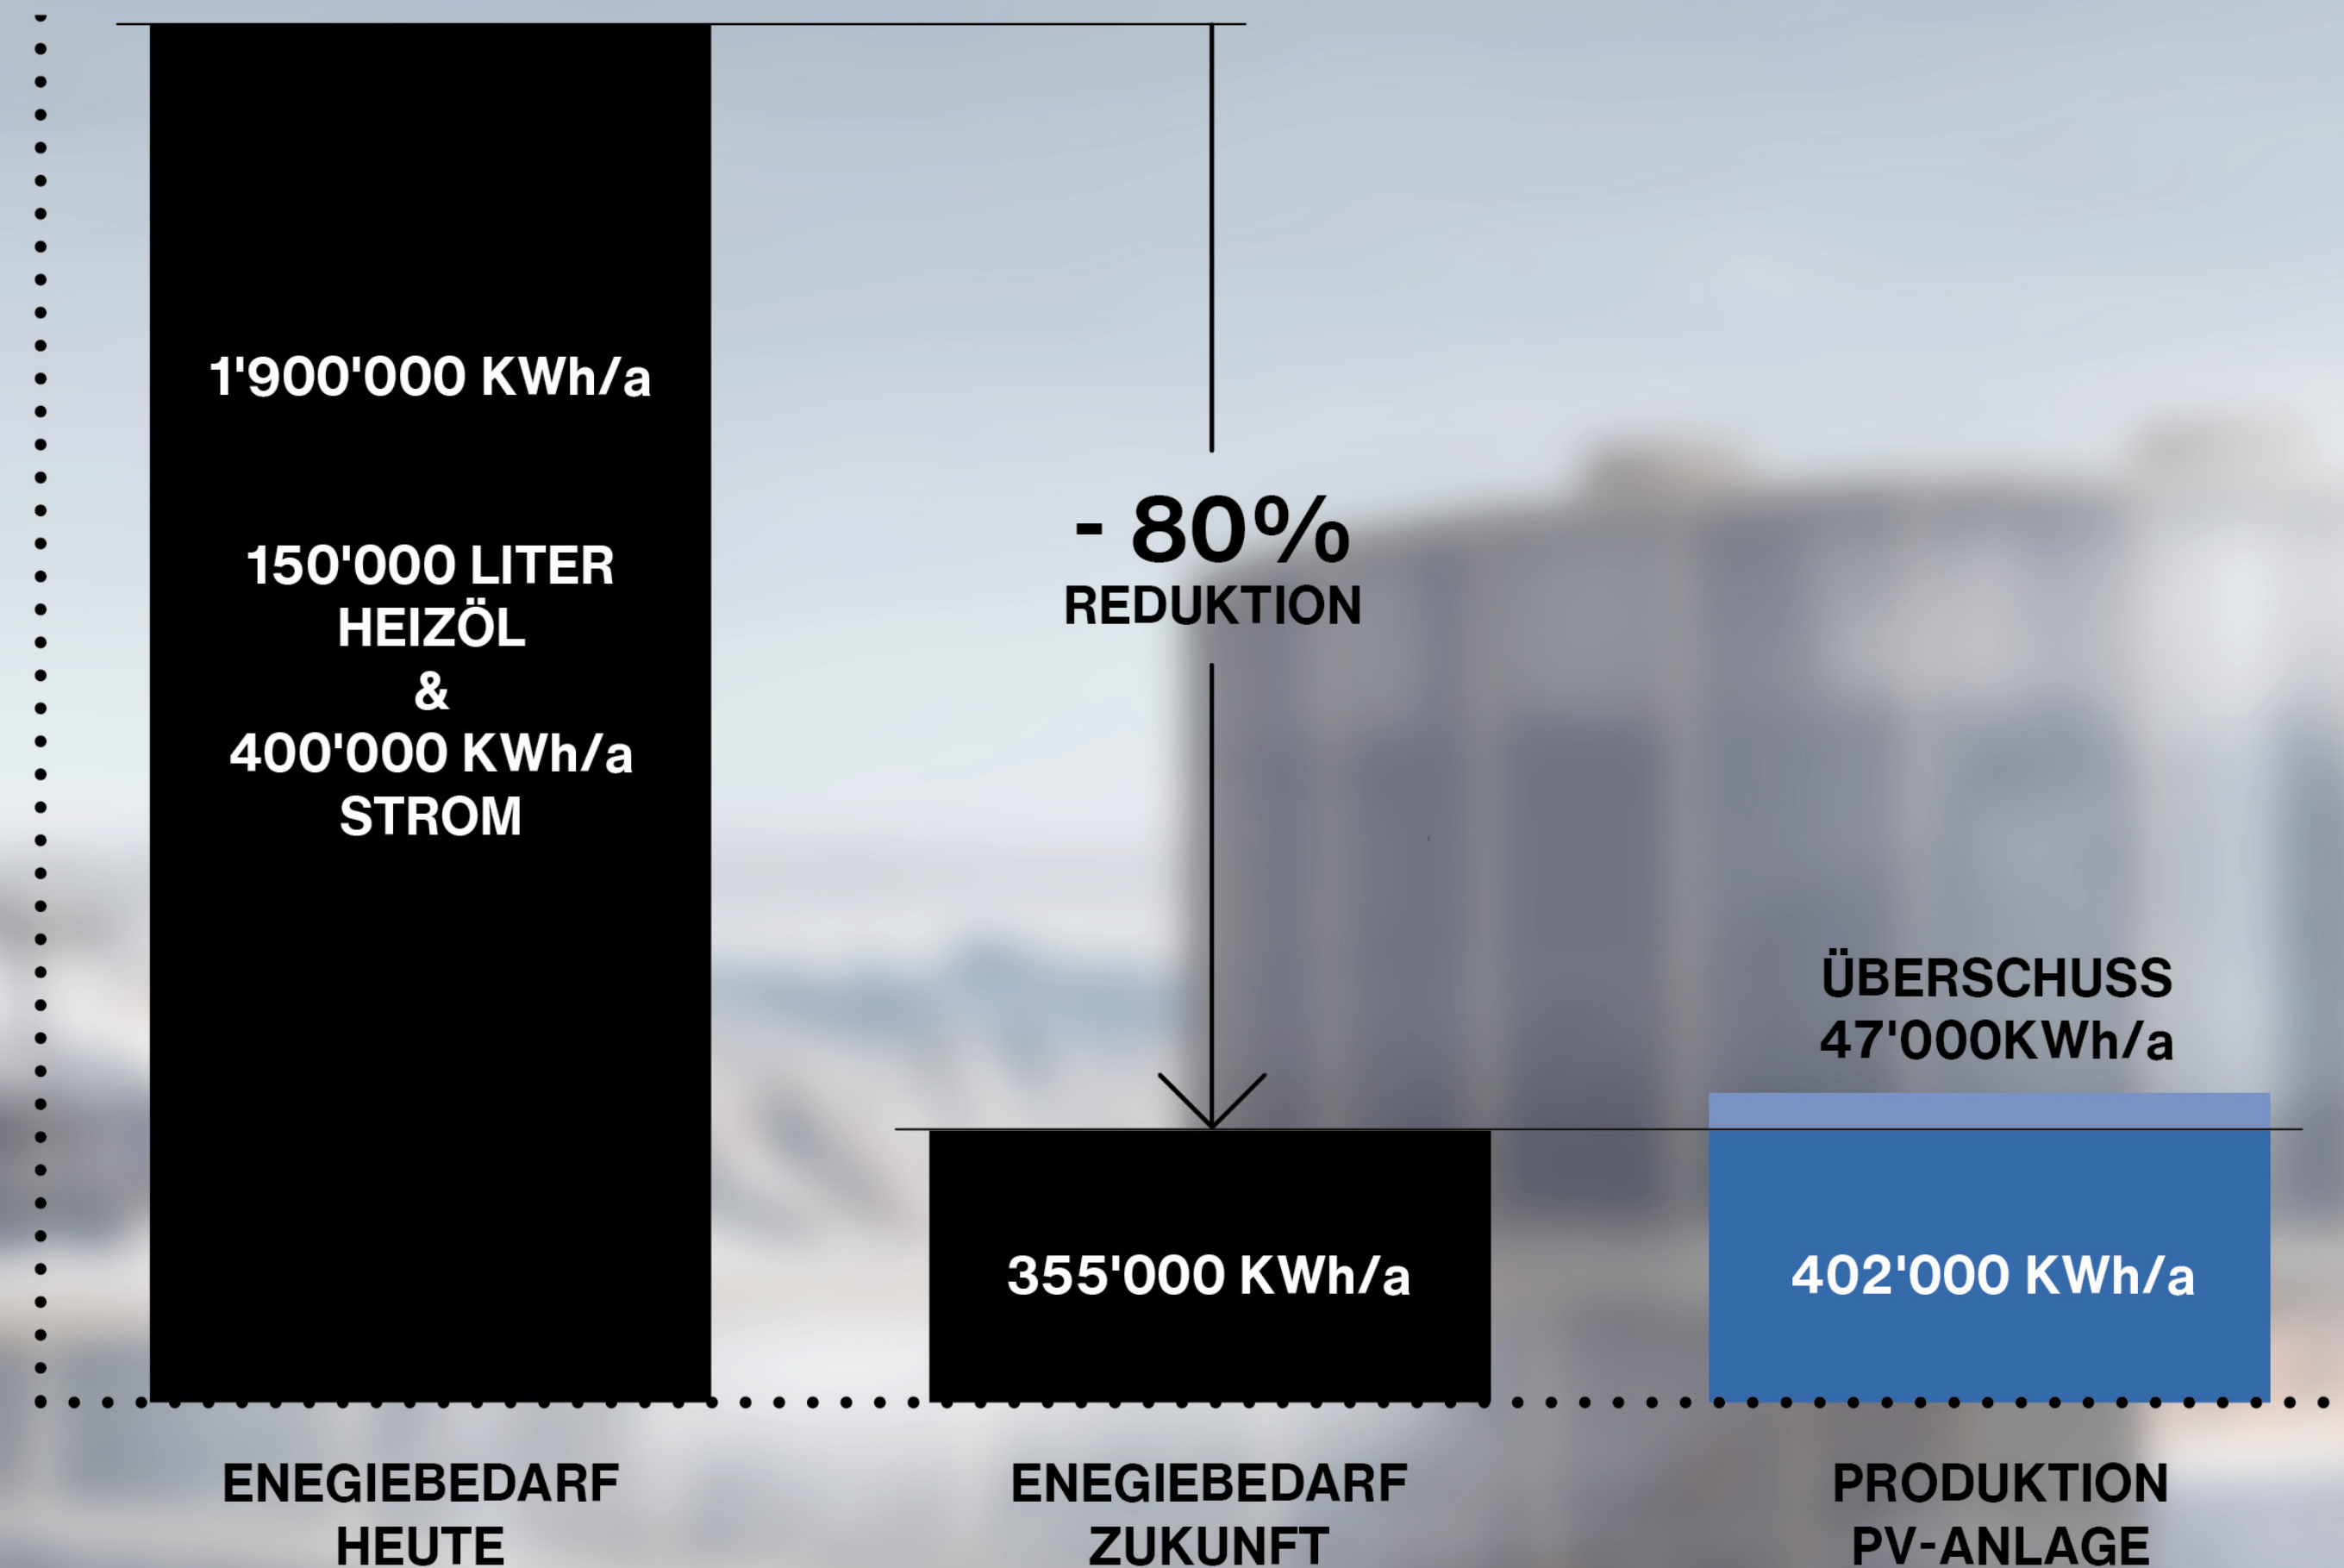 1'900'000 KWh/a
150'000 LITER
HEIZÖL
&
400'000 KWh/a
STROM
- 80%
REDUKTION
ÜBERSCHUSS
47'000KWh/a
355'000 KWh/a
402'000 KWh/a
ENEGIEBEDARF
HEUTE
ENEGIEBEDARF
ZUKUNFT
PRODUKTION
PV-ANLAGE